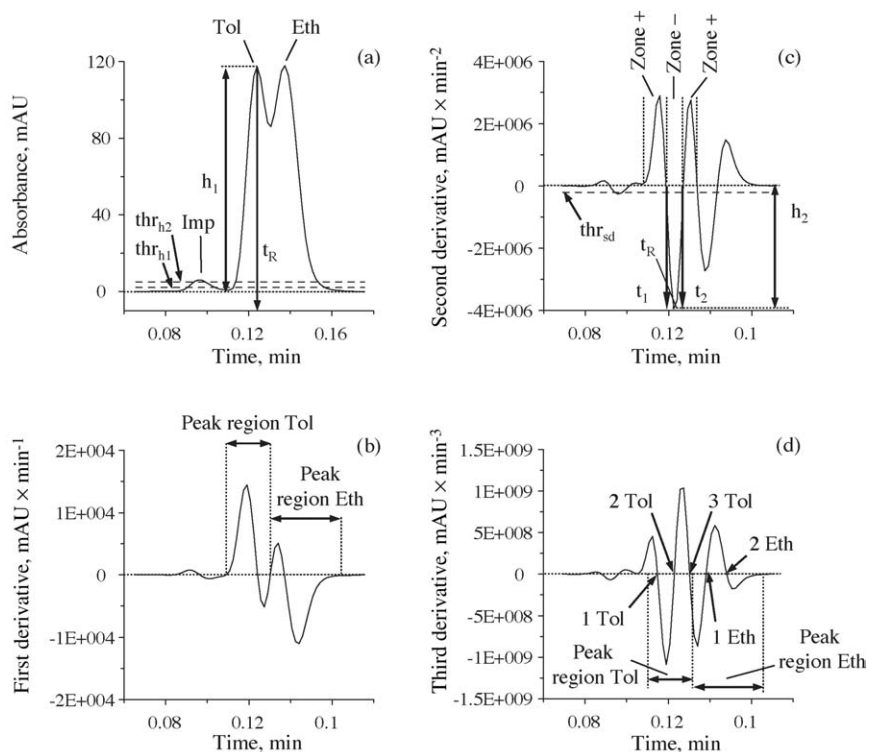 Tol
Eth
(a)
120
80
40
0
Absorbance, mAU
h1
thrh2
Imp
thrh1
tR
0.08
0.12
0.16
Time, min
(c)
Zone +
Zone −
Zone +
4E+006
2E+006
0
-2E+006
-4E+006
Second derivative, mAU × min-2
thrsd
h2
tR
t1
t2
0.08
0.12
0.1
Time, min
(b)
Peak region Tol
Peak
region Eth
2E+004
1E+004
0
-1E+004
-2E+004
First derivative, mAU × min-1
0.08
0.12
0.1
Time, min
(d)
1.5E+009
1E+009
5E+008
0
-5E+008
-1E+009
-1.5E+009
Third derivative, mAU × min-3
2 Tol
3 Tol
2 Eth
1 Tol
1 Eth
Peak
region Tol
Peak
region Eth
0.08
0.12
0.1
Time, min